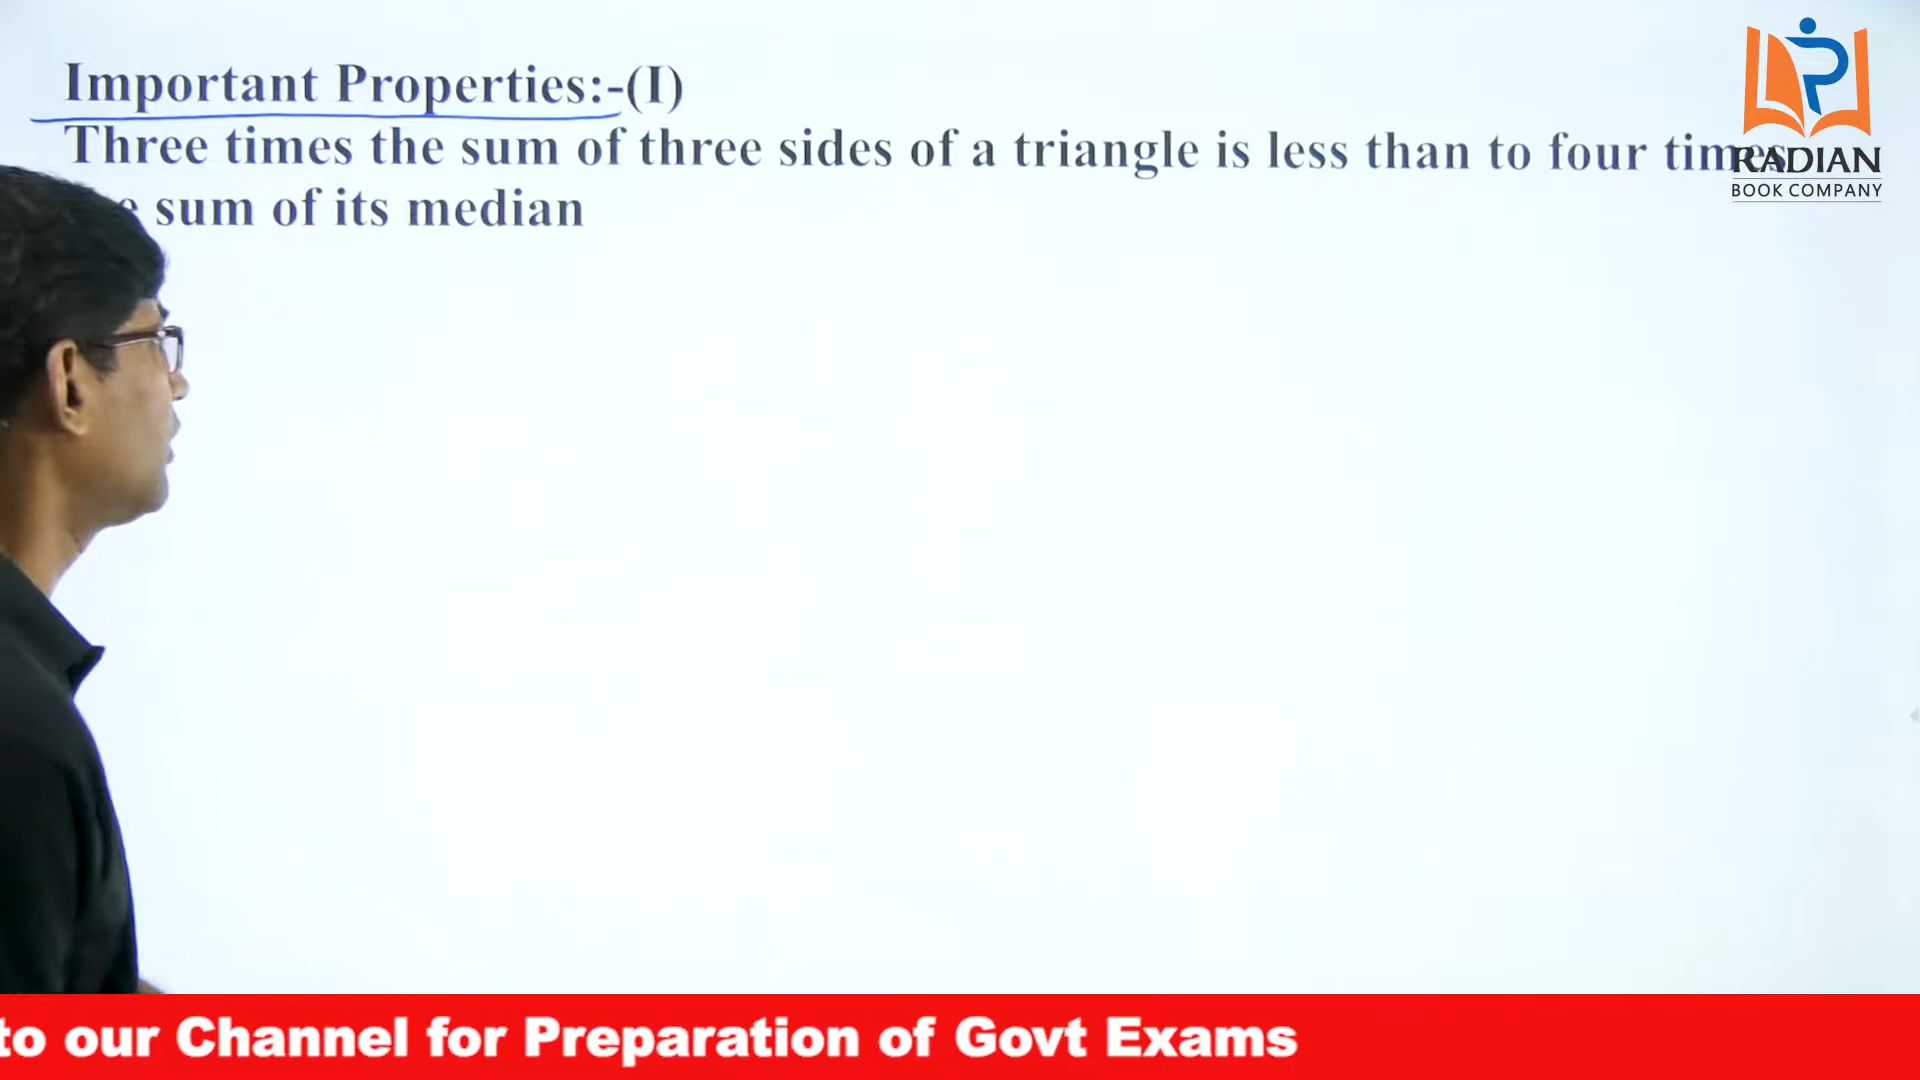 Important Properties:-(I)
Three times the sum of three sides of a triangle is less than to four times
sum of its median
RADIAN
BOOK COMPANY
to our Channel for Preparation of Govt Exams